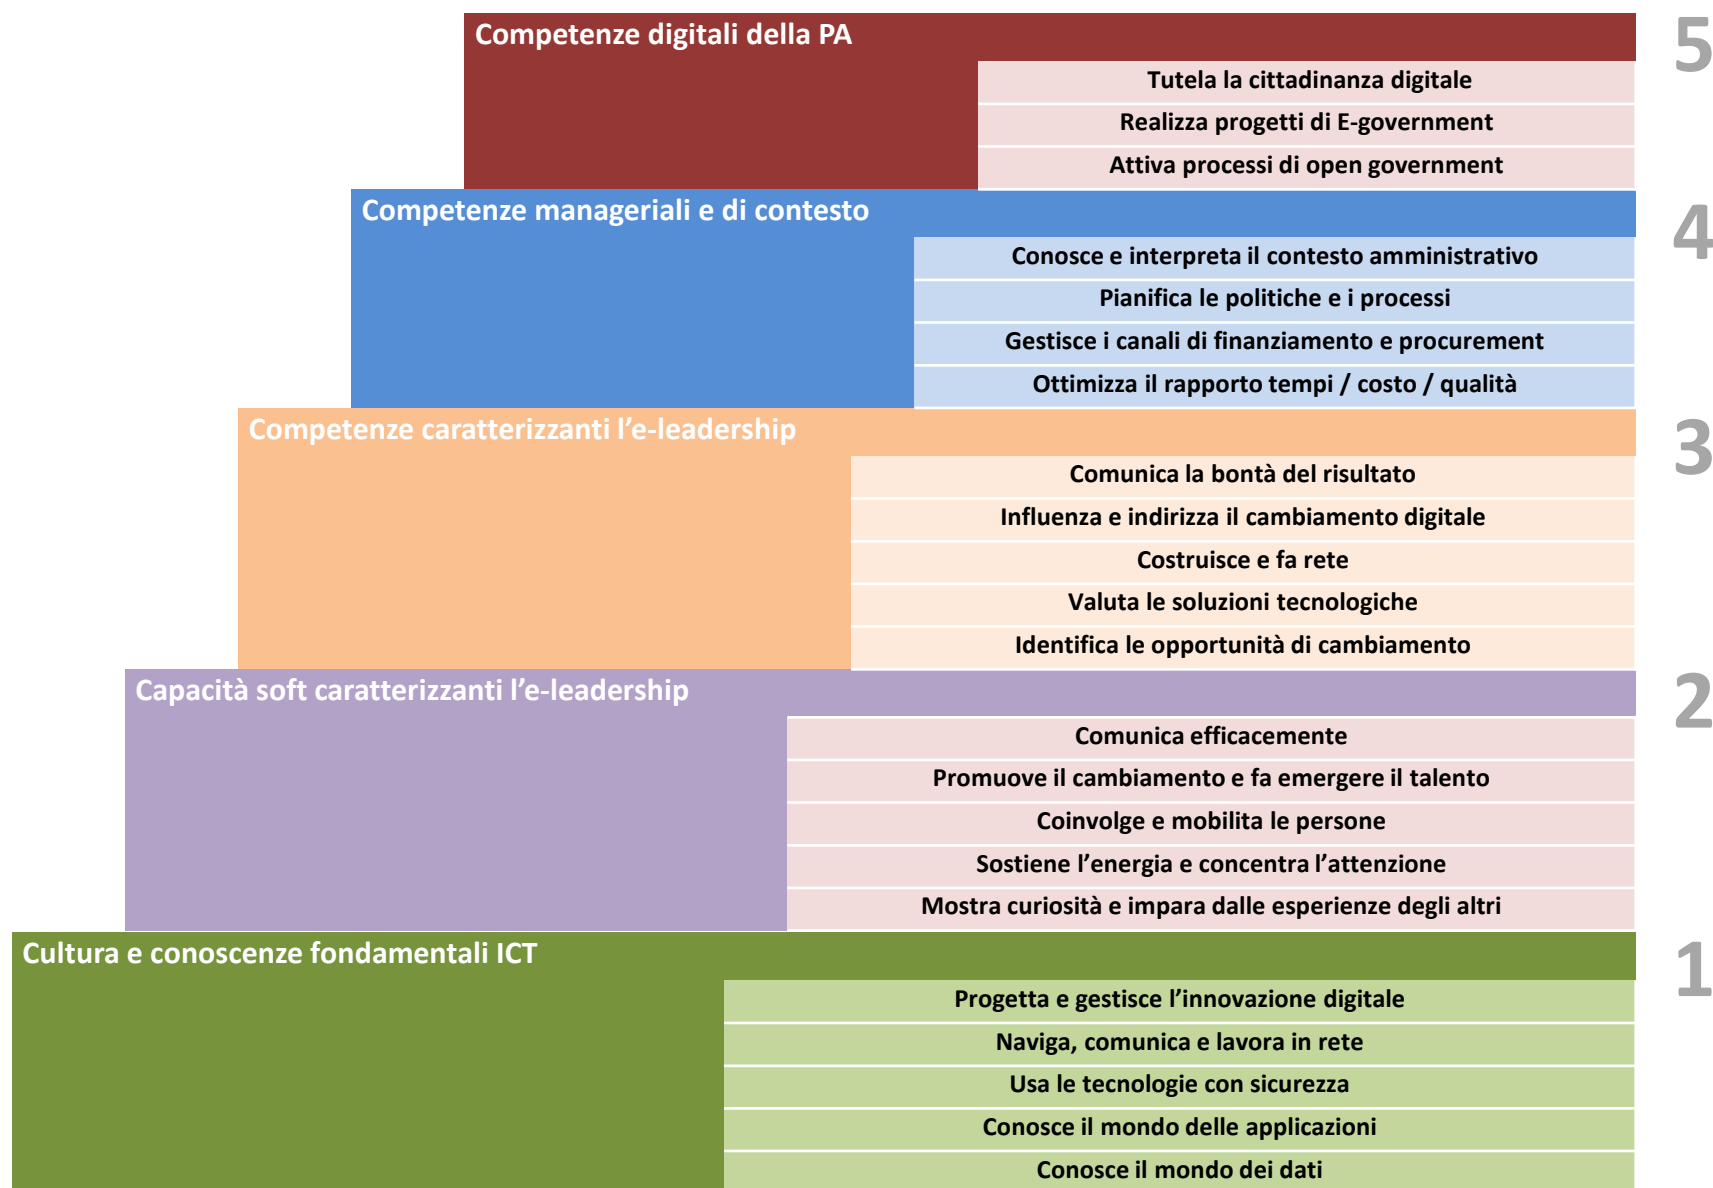 Competenze digitali della PA
5
Tutela la cittadinanza digitale
Realizza progetti di E-government
Attiva processi di open government
Competenze manageriali e di contesto
4
Conosce e interpreta il contesto amministrativo
Pianifica le politiche e i processi
Gestisce i canali di finanziamento e procurement
Ottimizza il rapporto tempi / costo / qualità
Competenze caratterizzanti l’e-leadership
3
Comunica la bontà del risultato
Influenza e indirizza il cambiamento digitale
Costruisce e fa rete
Valuta le soluzioni tecnologiche
Identifica le opportunità di cambiamento
Capacità soft caratterizzanti l’e-leadership
2
Comunica efficacemente
Promuove il cambiamento e fa emergere il talento
Coinvolge e mobilita le persone
Sostiene l’energia e concentra l’attenzione
Mostra curiosità e impara dalle esperienze degli altri
Cultura e conoscenze fondamentali ICT
1
Progetta e gestisce l’innovazione digitale
Naviga, comunica e lavora in rete
Usa le tecnologie con sicurezza
Conosce il mondo delle applicazioni
Conosce il mondo dei dati